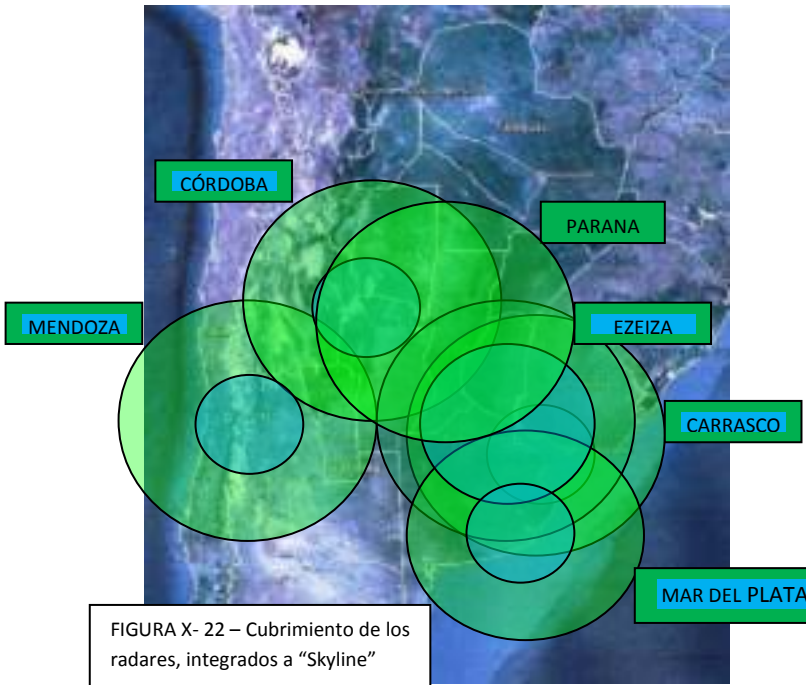 CÓRDOBA
PARANA
MENDOZA
EZEIZA
CARRASCO
MAR DEL PLATA
FIGURA X- 22 – Cubrimiento de los
radares, integrados a “Skyline”